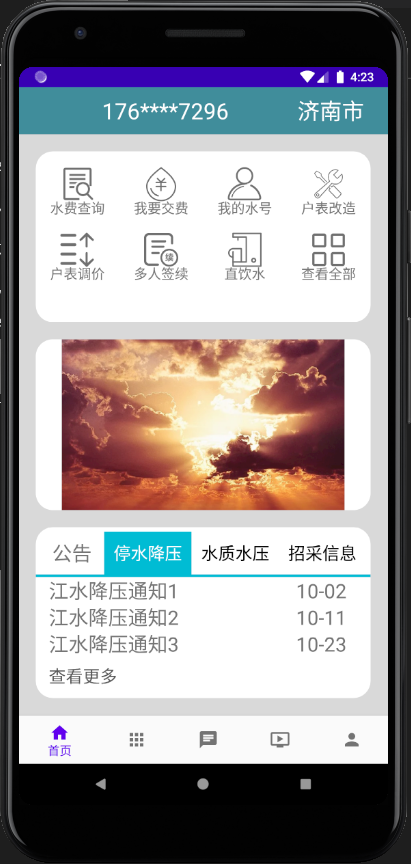 4:23
176****7296 济南市
水费查询 我要交费 我的水号 户表改造
户表调价 多人签续 直饮水 查看全部
公告 停水降压 水质水压 招采信息
江水降压通知1 10-02
江水降压通知2 10-11
江水降压通知3 10-23
查看更多
首页